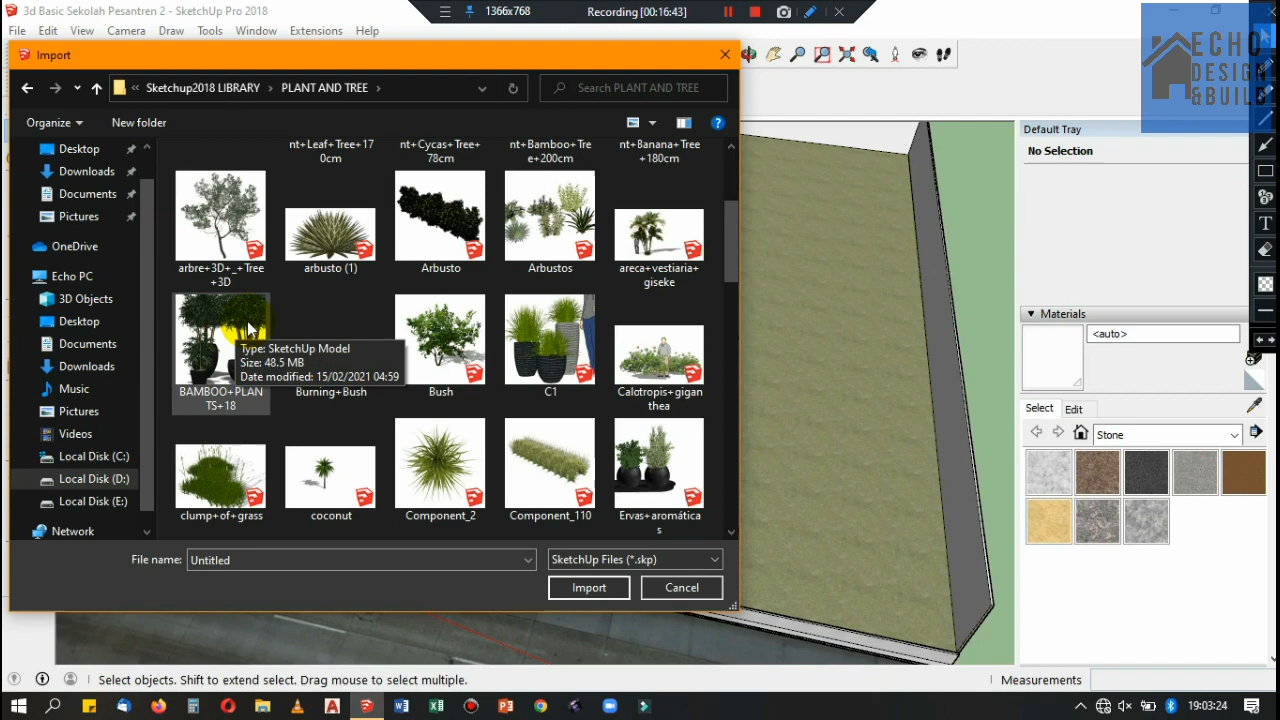 3d Basic Sekolah Pesantren 2 - SketchUp Pro 2018
1366x768
Recording [00:16:43]
File Edit View Camera Draw Tools Window Extensions Help
ECHO
DESIGN
&BUILD
Import
« Sketchup2018 LIBRARY › PLANT AND TREE ›
Search PLANT AND TREE
Organize
New folder
Desktop
Downloads
Documents
Pictures
OneDrive
Echo PC
3D Objects
Desktop
Documents
Downloads
Music
Pictures
Videos
Local Disk (C:)
Local Disk (D:)
Local Disk (E:)
Network
nt+Leaf+Tree+17
0cm
nt+Cycas+Tree+
78cm
nt+Bamboo+Tre
e+200cm
nt+Banana+Tre
e+180cm
arbre+3D+_+Tree
+3D
arbusto (1)
Arbusto
Arbustos
areca+vestiaria+
giseke
BAMBOO+PLAN
TS+18
Burning+Bush
Bush
C1
Calotropis+gigan
thea
Type: SketchUp Model
Size: 48.5 MB
Date modified: 15/02/2021 04:59
clump+of+grass
coconut
Component_2
Component_110
Ervas+aromática
s
File name:
Untitled
SketchUp Files (*.skp)
Import
Cancel
Default Tray
No Selection
Materials
<auto>
Select
Edit
Stone
Select objects. Shift to extend select. Drag mouse to select multiple.
Measurements
19:03:24